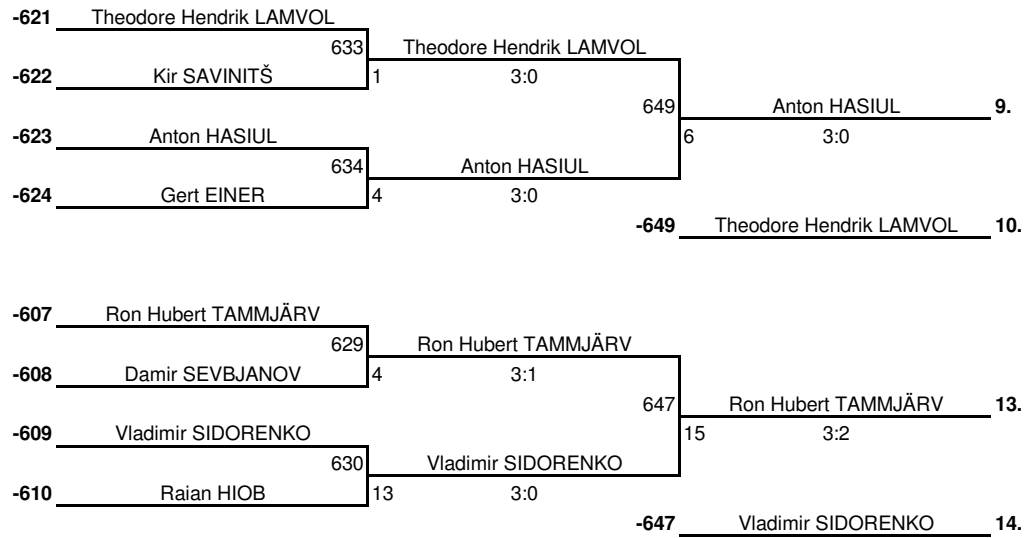 -621 Theodore Hendrik LAMVOL
633 Theodore Hendrik LAMVOL
-622 Kir SAVINITŠ 1 3:0
649 Anton HASIUL 9.
-623 Anton HASIUL 6 3:0
634 Anton HASIUL
-624 Gert EINER 4 3:0
-649 Theodore Hendrik LAMVOL 10.
-607 Ron Hubert TAMMJÄRV
629 Ron Hubert TAMMJÄRV
-608 Damir SEVBJANOV 4 3:1
647 Ron Hubert TAMMJÄRV 13.
-609 Vladimir SIDORENKO 15 3:2
630 Vladimir SIDORENKO
-610 Raian HIOB 13 3:0
-647 Vladimir SIDORENKO 14.